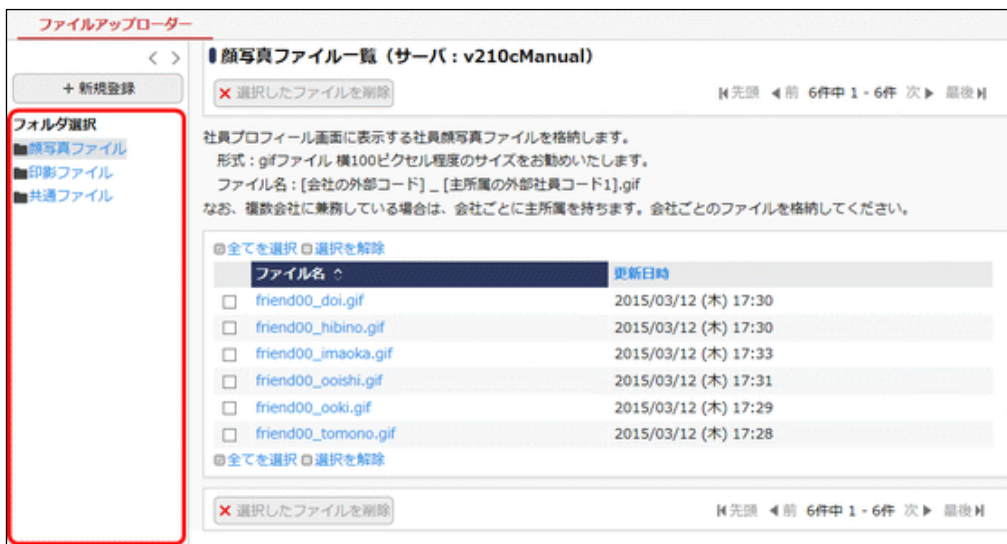 ファイルアップローダー
< >
+ 新規登録
フォルダ選択
顔写真ファイル
印影ファイル
共通ファイル
顔写真ファイル一覧（サーバ：v210cManual）
選択したファイルを削除
先頭 前 6件中 1 - 6件 次 最後
社員プロフィール画面に表示する社員顔写真ファイルを格納します。
形式：gifファイル 横100ピクセル程度のサイズをお勧めいたします。
ファイル名：[会社の外部コード] _ [主所属の外部社員コード1].gif
なお、複数会社に兼務している場合は、会社ごとに主所属を持ちます。会社ごとのファイルを格納してください。
全てを選択 選択を解除
ファイル名 更新日時
friend00_doi.gif 2015/03/12 (木) 17:30
friend00_hibino.gif 2015/03/12 (木) 17:30
friend00_imaoka.gif 2015/03/12 (木) 17:33
friend00_ooishi.gif 2015/03/12 (木) 17:31
friend00_ooki.gif 2015/03/12 (木) 17:29
friend00_tomono.gif 2015/03/12 (木) 17:28
全てを選択 選択を解除
選択したファイルを削除
先頭 前 6件中 1 - 6件 次 最後